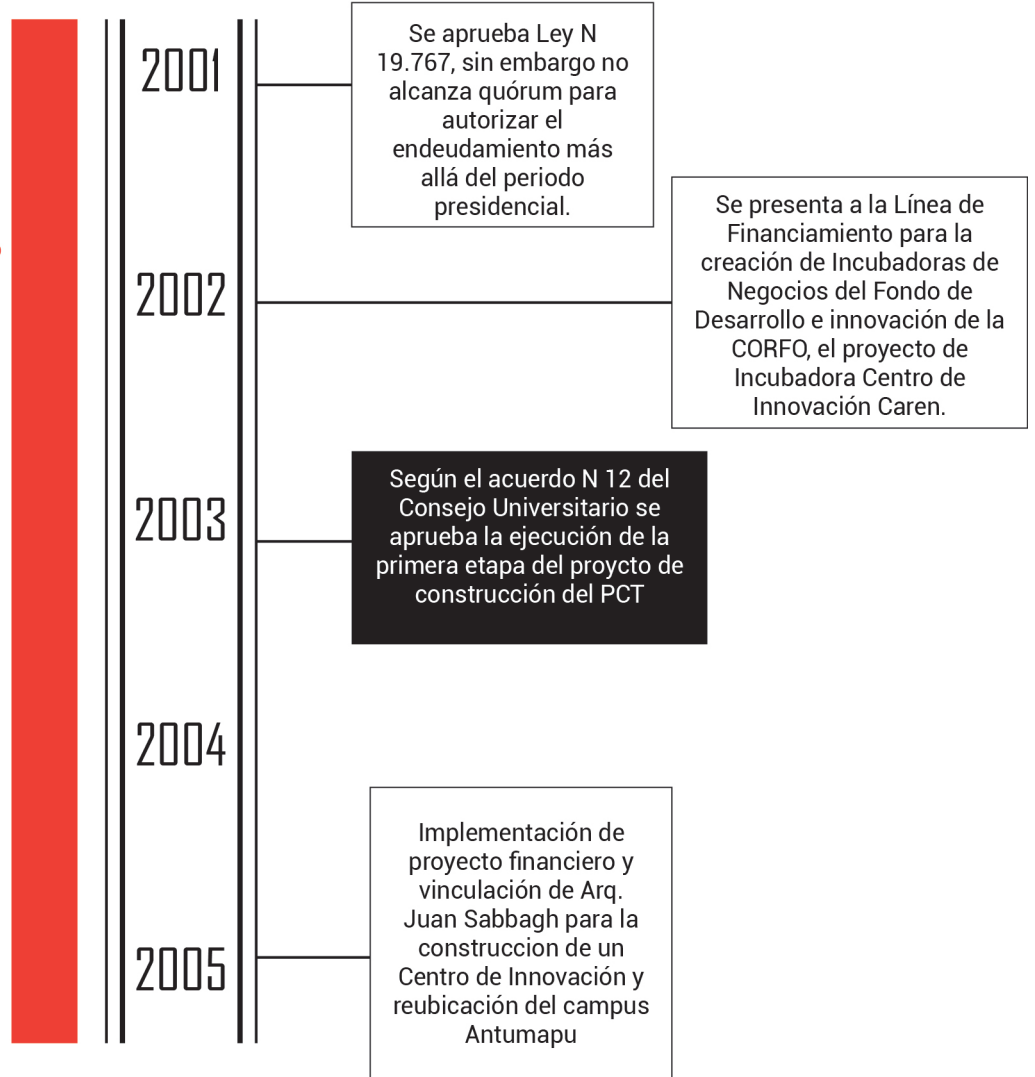 2001
Se aprueba Ley N
19.767, sin embargo no
alcanza quórum para
autorizar el
endeudamiento más
allá del periodo
presidencial.
2002
Se presenta a la Línea de
Financiamiento para la
creación de Incubadoras de
Negocios del Fondo de
Desarrollo e innovación de la
CORFO, el proyecto de
Incubadora Centro de
Innovación Caren.
2003
Según el acuerdo N 12 del
Consejo Universitario se
aprueba la ejecución de la
primera etapa del proycto de
construcción del PCT
2004
2005
Implementación de
proyecto financiero y
vinculación de Arq.
Juan Sabbagh para la
construccion de un
Centro de Innovación y
reubicación del campus
Antumapu